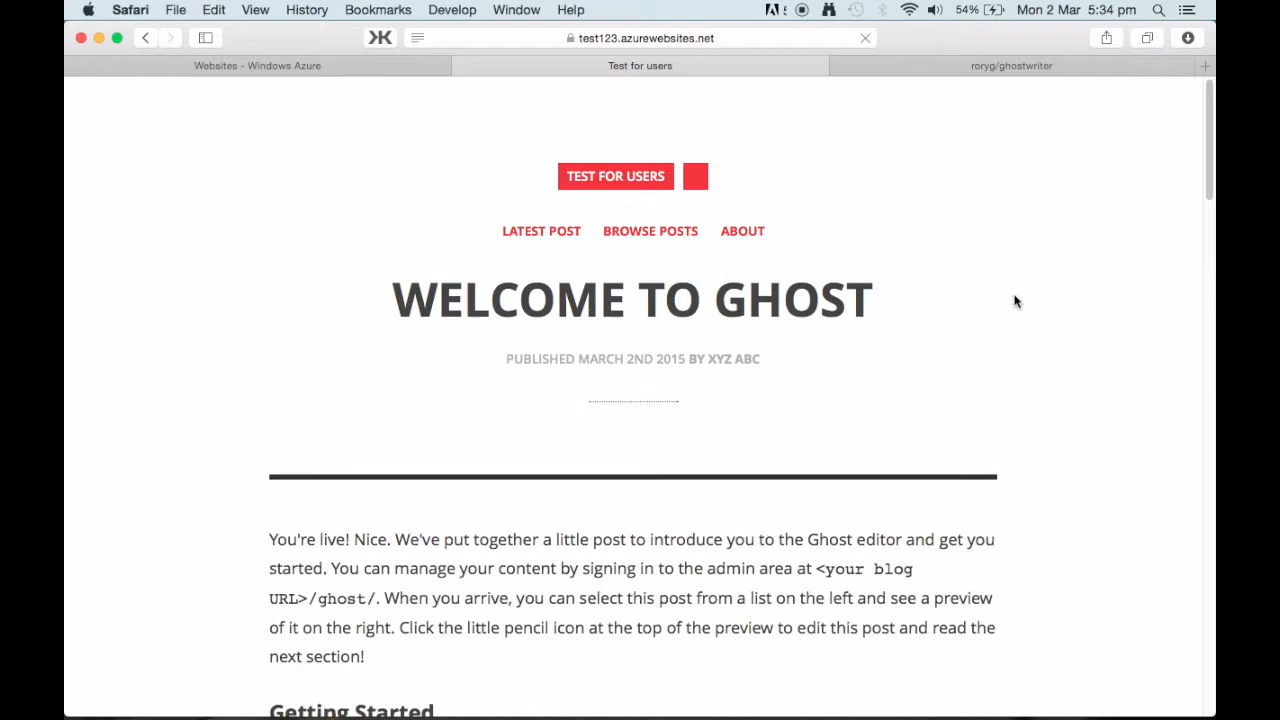 Safari File Edit View History Bookmarks Develop Window Help 54% Mon 2 Mar 5:34 pm
test123.azurewebsites.net
Websites - Windows Azure Test for users roryg/ghostwriter
TEST FOR USERS
LATEST POST BROWSE POSTS ABOUT
WELCOME TO GHOST
PUBLISHED MARCH 2ND 2015 BY XYZ ABC
You're live! Nice. We've put together a little post to introduce you to the Ghost editor and get you
started. You can manage your content by signing in to the admin area at <your blog
URL>/ghost/. When you arrive, you can select this post from a list on the left and see a preview
of it on the right. Click the little pencil icon at the top of the preview to edit this post and read the
next section!
Getting Started